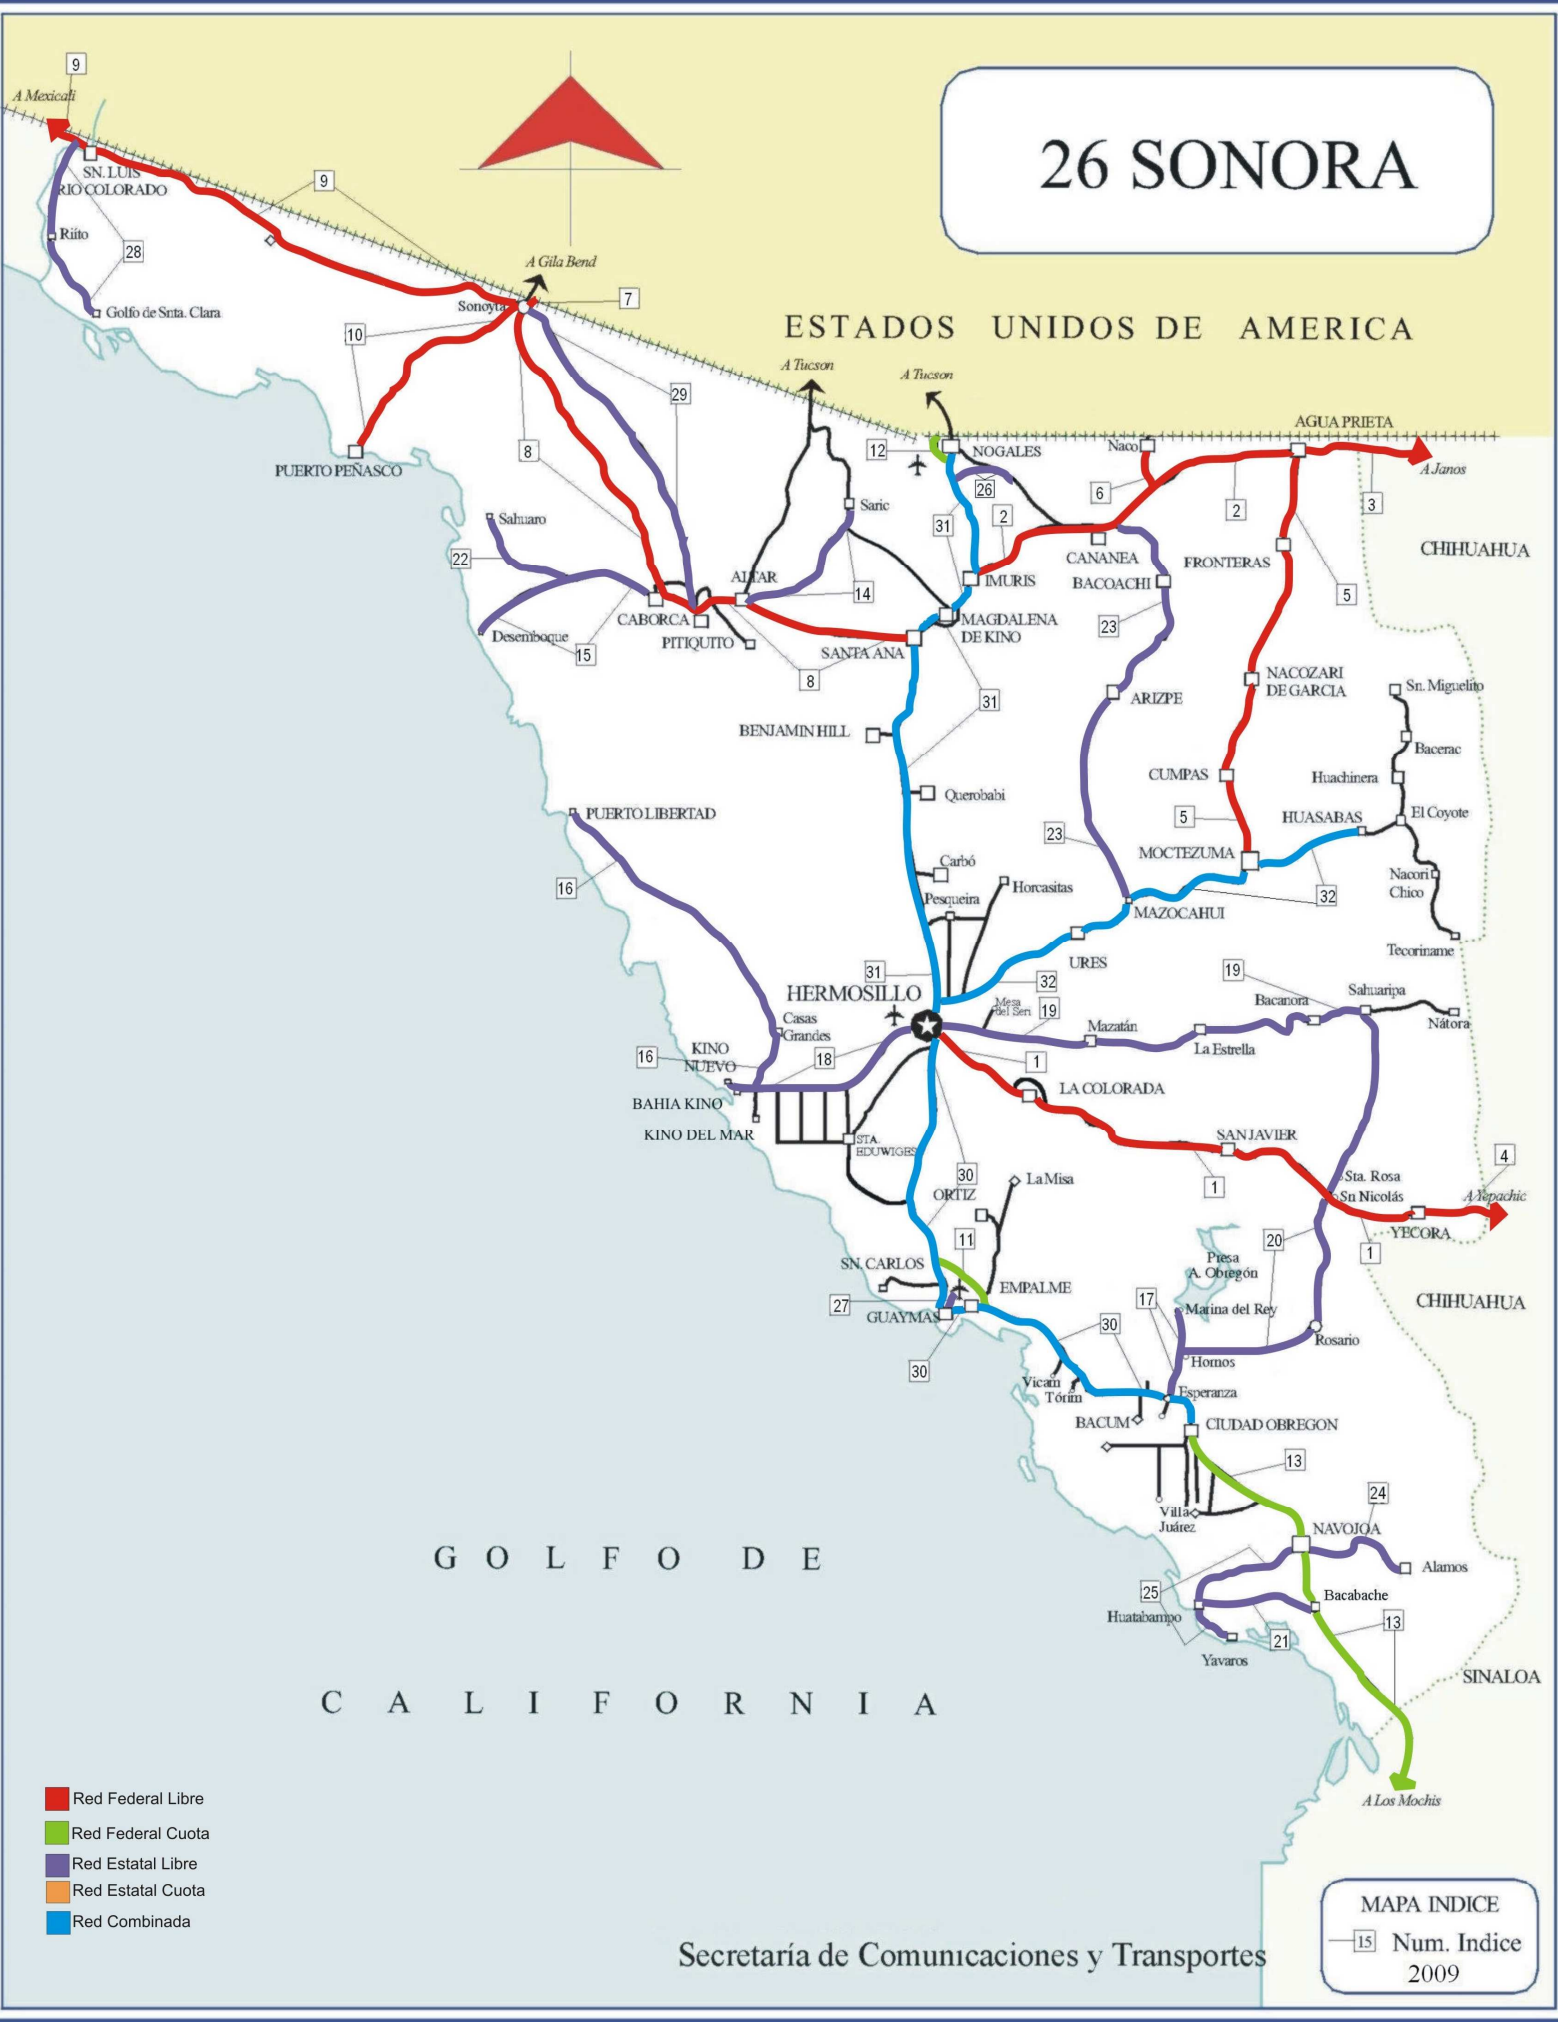 26 SONORA
9
A Mexicali
SN. LUIS
RIO COLORADO
9
Riíto
28
Golfo de Snta. Clara
A Gila Bend
7
Sonoyta
10
ESTADOS UNIDOS DE AMERICA
A Tucson
A Tucson
29
8
PUERTO PEÑASCO
AGUA PRIETA
12
NOGALES
Naco
A Janos
26
6
2
3
31
2
Saric
Sahuaro
22
CANANEA
FRONTERAS
CHIHUAHUA
IMURIS
BACOACHI
ALTAR
14
5
CABORCA
PITIQUITO
Desemboque
15
MAGDALENA
DE KINO
23
SANTA ANA
8
31
ARIZPE
NACOZARI
DE GARCIA
Sn. Miguelito
BENJAMIN HILL
Bacerac
CUMPAS
Huachinera
Querobabi
PUERTO LIBERTAD
5
HUASABAS
El Coyote
23
MOCTEZUMA
Carbó
16
Horcasitas
Nacori
Chico
Pesqueira
32
MAZOCAHUI
Tecoriname
URES
31
32
19
HERMOSILLO
Mesa
del Seri
19
Bacanora
Sahuaripa
Casas
Grandes
Mazatán
La Estrella
Nátora
16
KINO
NUEVO
18
1
BAHIA KINO
LA COLORADA
KINO DEL MAR
STA.
EDUWIGES
SAN JAVIER
4
30
1
Sta. Rosa
Sn Nicolás
A Yepachic
ORTIZ
La Misa
YECORA
11
20
1
SN. CARLOS
Presa
A. Obregón
EMPALME
27
17
Marina del Rey
CHIHUAHUA
GUAYMAS
30
Rosario
30
Hornos
Vicam
Tórim
Esperanza
BACUM
CIUDAD OBREGON
13
24
Villa
Juárez
NAVOJOA
GOLFO DE
Alamos
25
Bacabache
Huatabampo
13
21
Yavaros
SINALOA
CALIFORNIA
A Los Mochis
Red Federal Libre
Red Federal Cuota
Red Estatal Libre
Red Estatal Cuota
Red Combinada
MAPA INDICE
15 Num. Indice
2009
Secretaría de Comunicaciones y Transportes